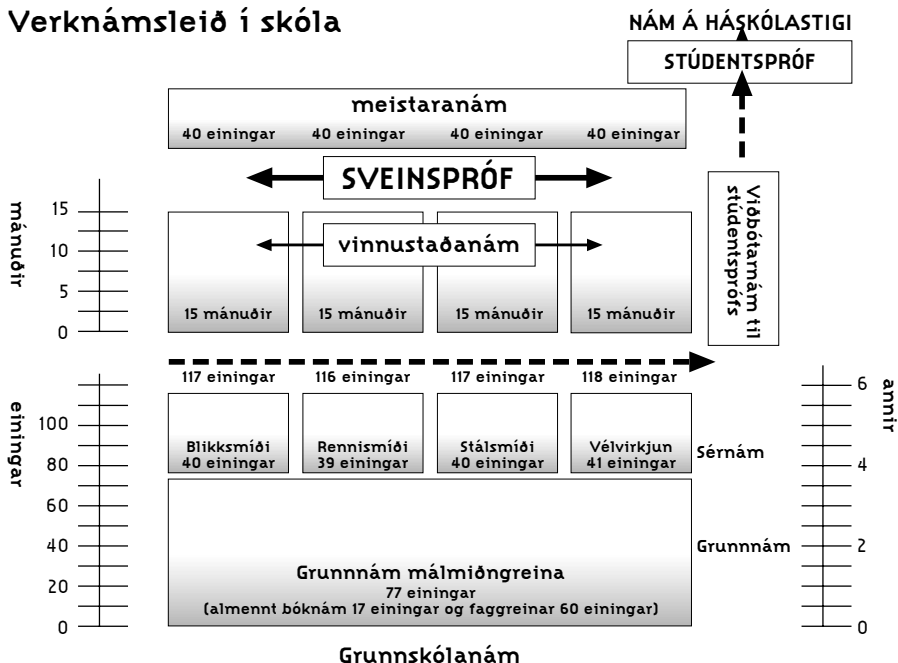 Verknámsleið í skóla
NÁM Á HÁSKÓLASTIGI
STÚDENTSPRÓF
meistaranám
40 einingar 40 einingar 40 einingar 40 einingar
SVEINSPRÓF
Viðbótarnám til
stúdentsprófs
mánuðir
15
10
5
0
vinnustaðanám
15 mánuðir 15 mánuðir 15 mánuðir 15 mánuðir
117 einingar 116 einingar 117 einingar 118 einingar
einingar
100
80
60
40
20
0
Blikksmíði Rennismíði Stálsmíði Vélvirkjun
40 einingar 39 einingar 40 einingar 41 einingar
Sérnám
Grunnnám
annir
6
4
2
0
Grunnnám málmiðngreina
77 einingar
(almennt bóknám 17 einingar og faggreinar 60 einingar)
Grunnskólanám